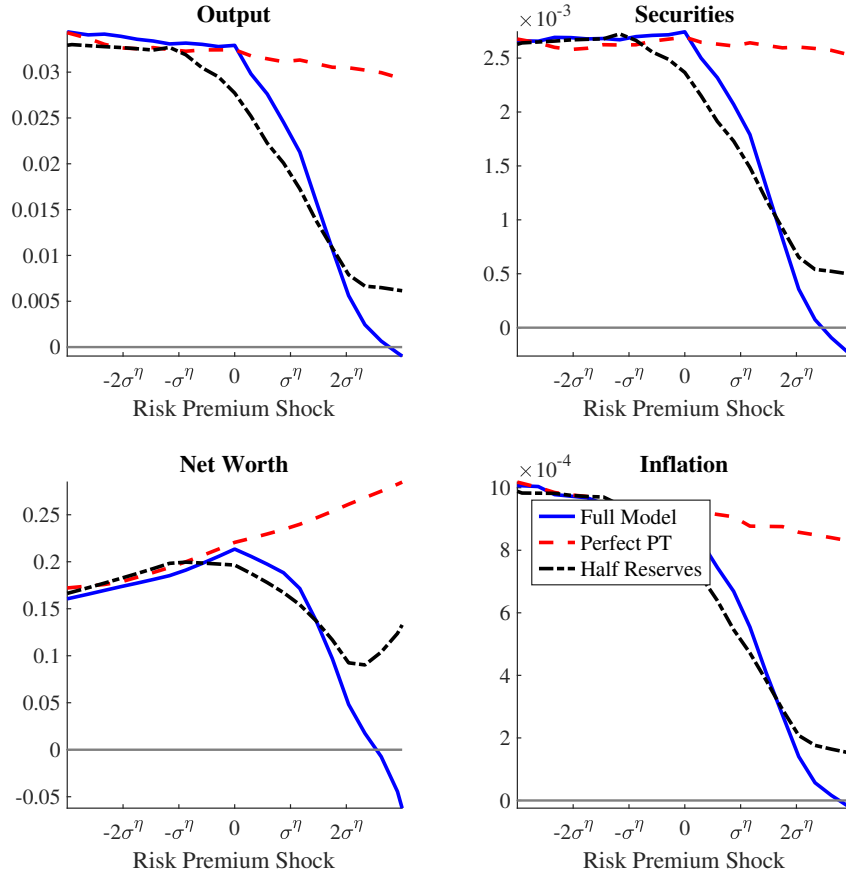 Output
0.03
0.025
0.02
0.015
0.01
0.005
0
-2σ^η -σ^η 0 σ^η 2σ^η
Risk Premium Shock
Securities
×10^-3
2.5
2
1.5
1
0.5
0
-2σ^η -σ^η 0 σ^η 2σ^η
Risk Premium Shock
Net Worth
0.25
0.2
0.15
0.1
0.05
0
-0.05
-2σ^η -σ^η 0 σ^η 2σ^η
Risk Premium Shock
Inflation
×10^-4
10
8
6
4
2
0
Full Model
Perfect PT
Half Reserves
-2σ^η -σ^η 0 σ^η 2σ^η
Risk Premium Shock